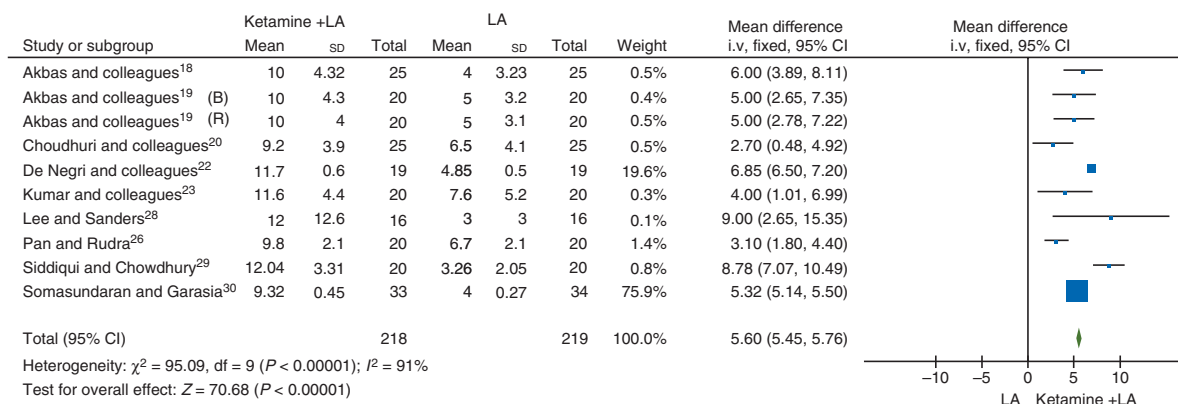 Ketamine +LA LA Mean difference Mean difference
Study or subgroup Mean SD Total Mean SD Total Weight i.v, fixed, 95% CI i.v, fixed, 95% CI
Akbas and colleagues18 10 4.32 25 4 3.23 25 0.5% 6.00 (3.89, 8.11)
Akbas and colleagues19 (B) 10 4.3 20 5 3.2 20 0.4% 5.00 (2.65, 7.35)
Akbas and colleagues19 (R) 10 4 20 5 3.1 20 0.5% 5.00 (2.78, 7.22)
Choudhuri and colleagues20 9.2 3.9 25 6.5 4.1 25 0.5% 2.70 (0.48, 4.92)
De Negri and colleagues22 11.7 0.6 19 4.85 0.5 19 19.6% 6.85 (6.50, 7.20)
Kumar and colleagues23 11.6 4.4 20 7.6 5.2 20 0.3% 4.00 (1.01, 6.99)
Lee and Sanders28 12 12.6 16 3 3 16 0.1% 9.00 (2.65, 15.35)
Pan and Rudra26 9.8 2.1 20 6.7 2.1 20 1.4% 3.10 (1.80, 4.40)
Siddiqui and Chowdhury29 12.04 3.31 20 3.26 2.05 20 0.8% 8.78 (7.07, 10.49)
Somasundaran and Garasia30 9.32 0.45 33 4 0.27 34 75.9% 5.32 (5.14, 5.50)
Total (95% CI) 218 219 100.0% 5.60 (5.45, 5.76)
Heterogeneity: χ2 = 95.09, df = 9 (P < 0.00001); I2 = 91%
Test for overall effect: Z = 70.68 (P < 0.00001)
–10 –5 0 5 10
LA Ketamine +LA